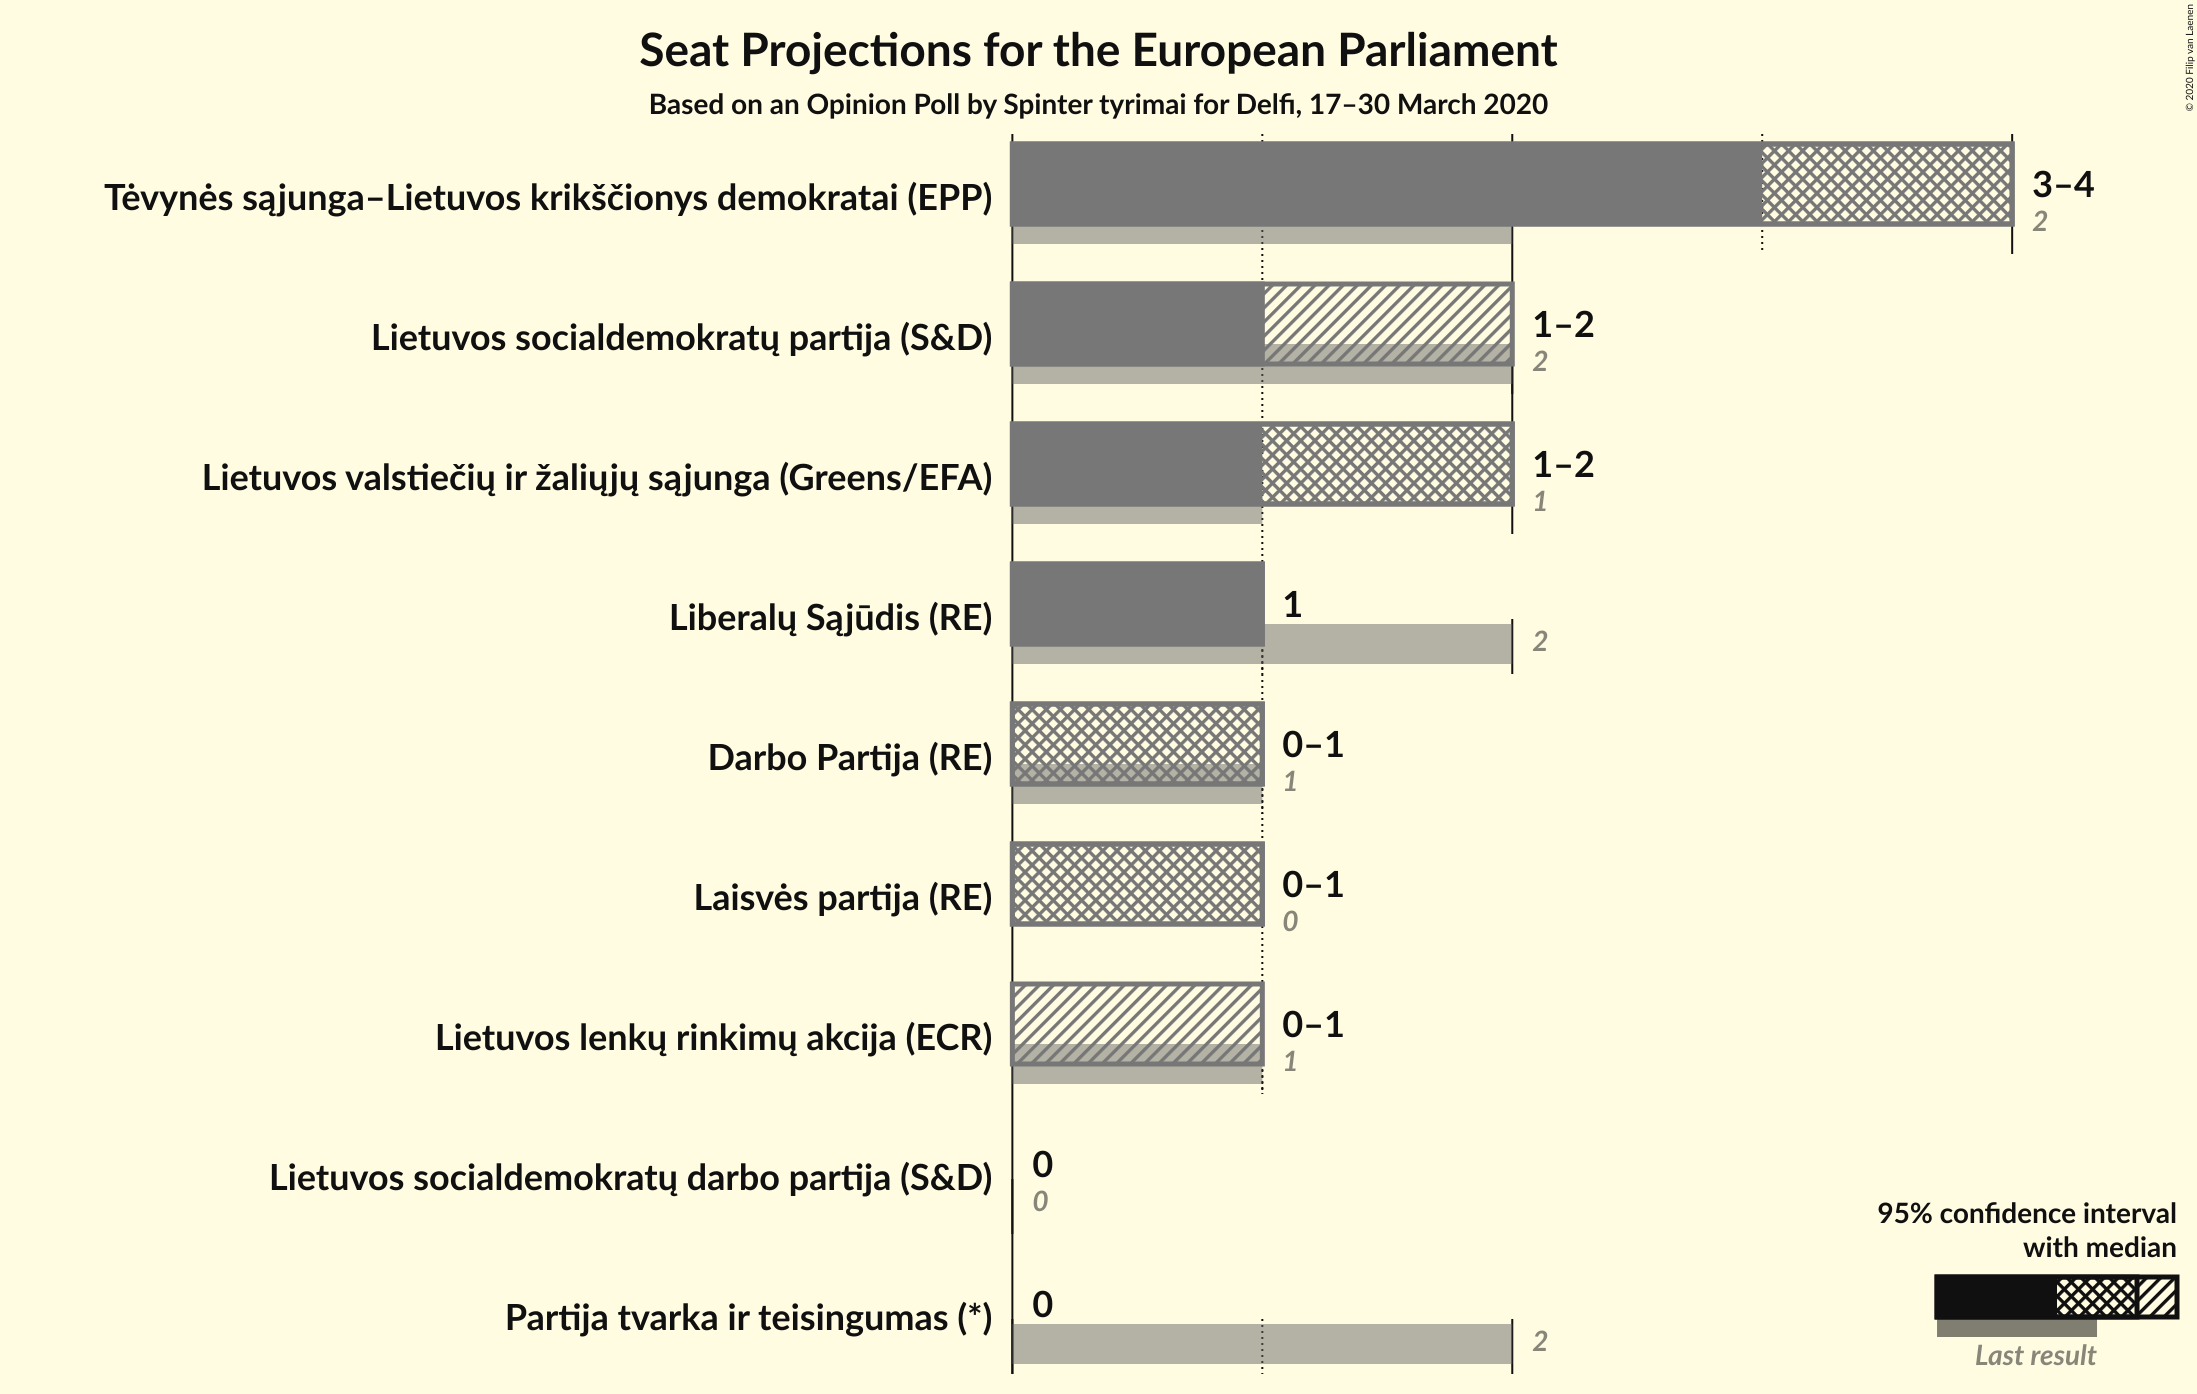 Seat Projections for the European Parliament
Based on an Opinion Poll by Spinter tyrimai for Delfi, 17–30 March 2020
© 2020 Filip van Laenen
Tėvynės sąjunga–Lietuvos krikščionys demokratai (EPP)
3–4
2
Lietuvos socialdemokratų partija (S&D)
1–2
2
Lietuvos valstiečių ir žaliųjų sąjunga (Greens/EFA)
1–2
1
Liberalų Sąjūdis (RE)
1
2
Darbo Partija (RE)
0–1
1
Laisvės partija (RE)
0–1
0
Lietuvos lenkų rinkimų akcija (ECR)
0–1
1
Lietuvos socialdemokratų darbo partija (S&D)
0
0
Partija tvarka ir teisingumas (*)
0
2
95% confidence interval
with median
Last result